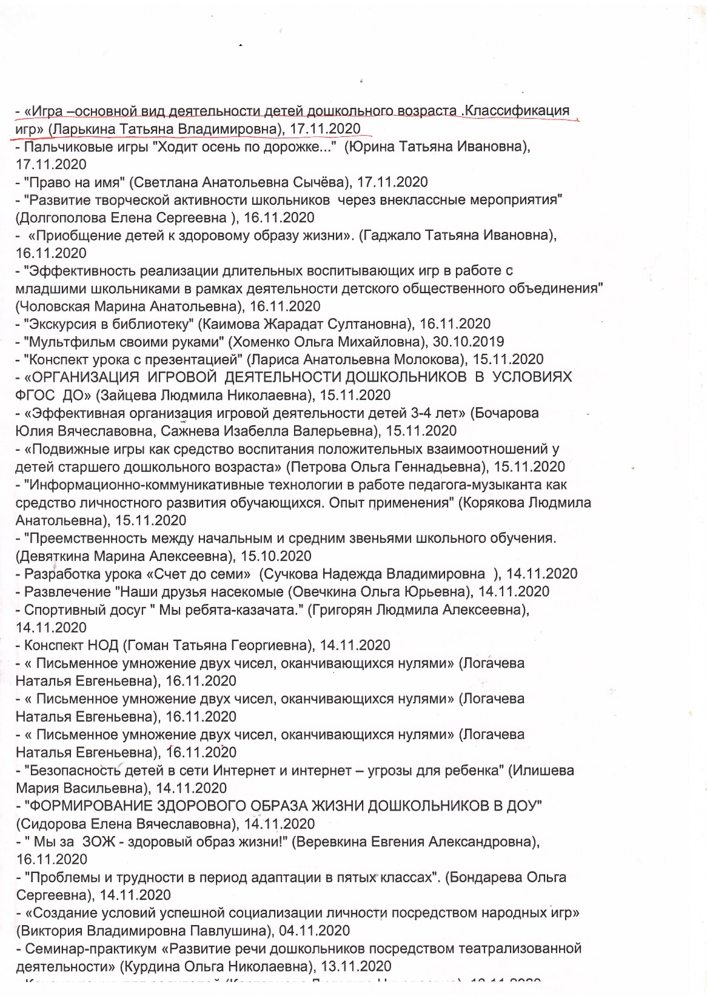 - «Игра –основной вид деятельности детей дошкольного возраста .Классификация
игр» (Ларькина Татьяна Владимировна), 17.11.2020
- Пальчиковые игры "Ходит осень по дорожке..."  (Юрина Татьяна Ивановна),
17.11.2020
- "Право на имя" (Светлана Анатольевна Сычёва), 17.11.2020
- "Развитие творческой активности школьников  через внеклассные мероприятия"
(Долгополова Елена Сергеевна ), 16.11.2020
-  «Приобщение детей к здоровому образу жизни». (Гаджало Татьяна Ивановна),
16.11.2020
- "Эффективность реализации длительных воспитывающих игр в работе с
младшими школьниками в рамках деятельности детского общественного объединения"
(Чоловская Марина Анатольевна), 16.11.2020
- "Экскурсия в библиотеку" (Каимова Жарадат Султановна), 16.11.2020
- "Мультфильм своими руками" (Хоменко Ольга Михайловна), 30.10.2019
- "Конспект урока с презентацией" (Лариса Анатольевна Молокова), 15.11.2020
- «ОРГАНИЗАЦИЯ  ИГРОВОЙ  ДЕЯТЕЛЬНОСТИ ДОШКОЛЬНИКОВ  В  УСЛОВИЯХ
ФГОС  ДО» (Зайцева Людмила Николаевна), 15.11.2020
- «Эффективная организация игровой деятельности детей 3-4 лет» (Бочарова
Юлия Вячеславовна, Сажнева Изабелла Валерьевна), 15.11.2020
- «Подвижные игры как средство воспитания положительных взаимоотношений у
детей старшего дошкольного возраста» (Петрова Ольга Геннадьевна), 15.11.2020
- "Информационно-коммуникативные технологии в работе педагога-музыканта как
средство личностного развития обучающихся. Опыт применения" (Корякова Людмила
Анатольевна), 15.11.2020
- "Преемственность между начальным и средним звеньями школьного обучения.
(Девяткина Марина Алексеевна), 15.10.2020
- Разработка урока «Счет до семи»  (Сучкова Надежда Владимировна  ), 14.11.2020
- Развлечение "Наши друзья насекомые (Овечкина Ольга Юрьевна), 14.11.2020
- Спортивный досуг " Мы ребята-казачата." (Григорян Людмила Алексеевна),
14.11.2020
- Конспект НОД (Гоман Татьяна Георгиевна), 14.11.2020
- « Письменное умножение двух чисел, оканчивающихся нулями» (Логачева
Наталья Евгеньевна), 16.11.2020
- « Письменное умножение двух чисел, оканчивающихся нулями» (Логачева
Наталья Евгеньевна), 16.11.2020
- « Письменное умножение двух чисел, оканчивающихся нулями» (Логачева
Наталья Евгеньевна), 16.11.2020
- "Безопасность детей в сети Интернет и интернет – угрозы для ребенка" (Илишева
Мария Васильевна), 14.11.2020
- "ФОРМИРОВАНИЕ ЗДОРОВОГО ОБРАЗА ЖИЗНИ ДОШКОЛЬНИКОВ В ДОУ"
(Сидорова Елена Вячеславовна), 14.11.2020
- " Мы за  ЗОЖ - здоровый образ жизни!" (Веревкина Евгения Александровна),
16.11.2020
- "Проблемы и трудности в период адаптации в пятых классах". (Бондарева Ольга
Сергеевна), 14.11.2020
- «Создание условий успешной социализации личности посредством народных игр»
(Виктория Владимировна Павлушина), 04.11.2020
- Семинар-практикум «Развитие речи дошкольников посредством театрализованной
деятельности» (Курдина Ольга Николаевна), 13.11.2020